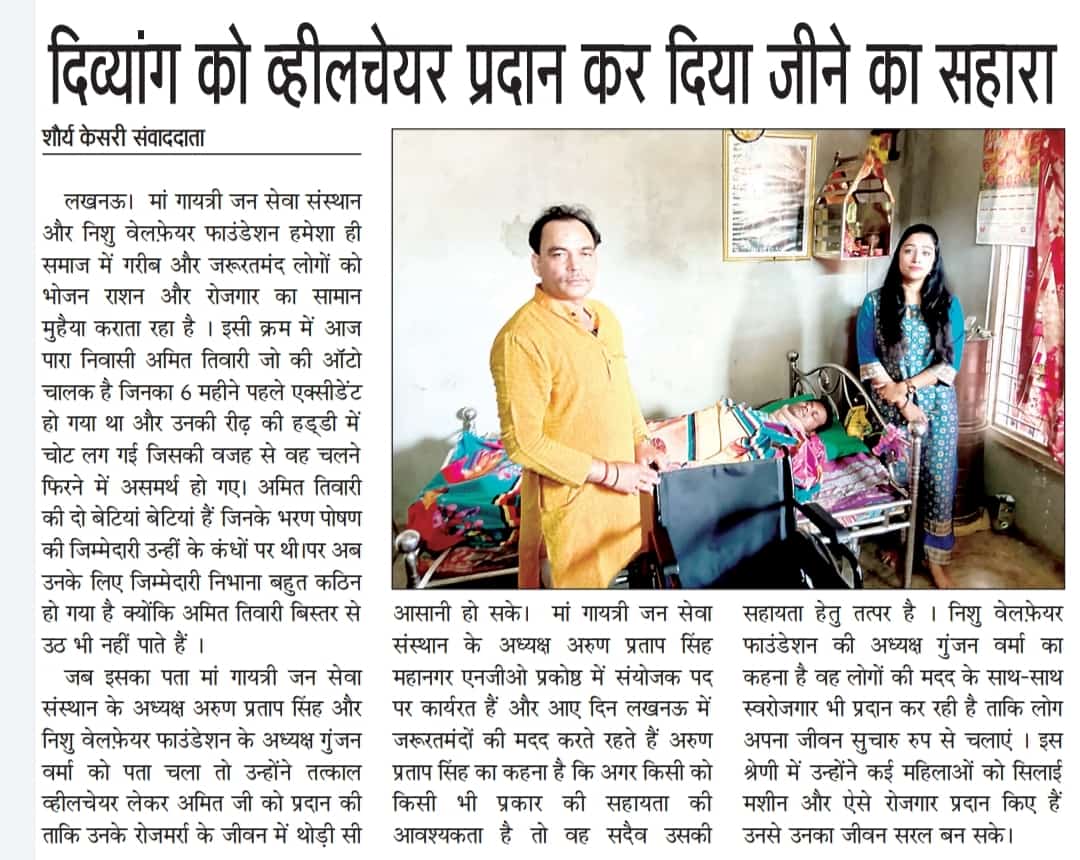 दिव्यांग को व्हीलचेयर प्रदान कर दिया जीने का सहारा
शौर्य केसरी संवाददाता
लखनऊ। मां गायत्री जन सेवा संस्थान
और निशु वेलफ़ेयर फाउंडेशन हमेशा ही
समाज में गरीब और जरूरतमंद लोगों को
भोजन राशन और रोजगार का सामान
मुहैया कराता रहा है । इसी क्रम में आज
पारा निवासी अमित तिवारी जो की ऑटो
चालक है जिनका 6 महीने पहले एक्सीडेंट
हो गया था और उनकी रीढ़ की हड्डी में
चोट लग गई जिसकी वजह से वह चलने
फिरने में असमर्थ हो गए। अमित तिवारी
की दो बेटियां बेटियां हैं जिनके भरण पोषण
की जिम्मेदारी उन्हीं के कंधों पर थी।पर अब
उनके लिए जिम्मेदारी निभाना बहुत कठिन
हो गया है क्योंकि अमित तिवारी बिस्तर से
उठ भी नहीं पाते हैं ।
जब इसका पता मां गायत्री जन सेवा
संस्थान के अध्यक्ष अरुण प्रताप सिंह और
निशु वेलफ़ेयर फाउंडेशन के अध्यक्ष गुंजन
वर्मा को पता चला तो उन्होंने तत्काल
व्हीलचेयर लेकर अमित जी को प्रदान की
ताकि उनके रोजमर्रा के जीवन में थोड़ी सी
आसानी हो सके। मां गायत्री जन सेवा
संस्थान के अध्यक्ष अरुण प्रताप सिंह
महानगर एनजीओ प्रकोष्ठ में संयोजक पद
पर कार्यरत हैं और आए दिन लखनऊ में
जरूरतमंदों की मदद करते रहते हैं अरुण
प्रताप सिंह का कहना है कि अगर किसी को
किसी भी प्रकार की सहायता की
आवश्यकता है तो वह सदैव उसकी
सहायता हेतु तत्पर है । निशु वेलफ़ेयर
फाउंडेशन की अध्यक्ष गुंजन वर्मा का
कहना है वह लोगों की मदद के साथ-साथ
स्वरोजगार भी प्रदान कर रही है ताकि लोग
अपना जीवन सुचारु रुप से चलाएं । इस
श्रेणी में उन्होंने कई महिलाओं को सिलाई
मशीन और ऐसे रोजगार प्रदान किए हैं
उनसे उनका जीवन सरल बन सके।